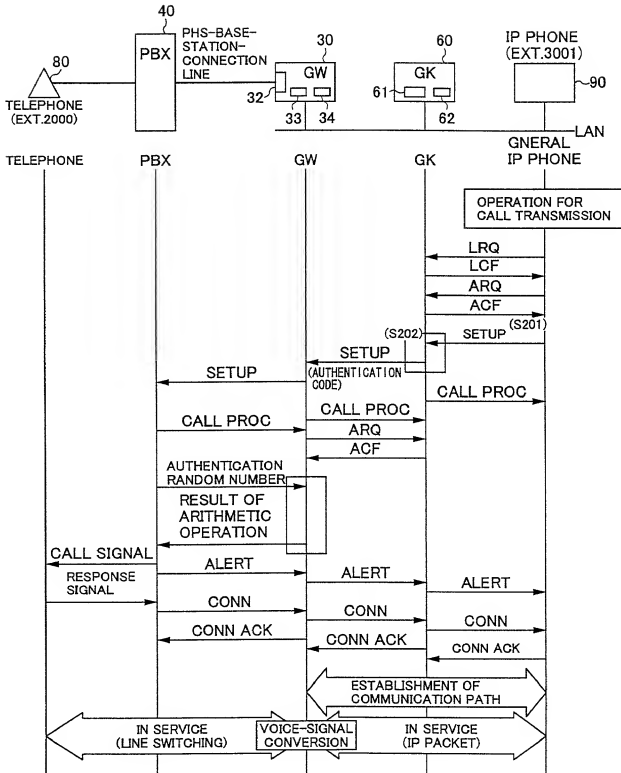 40
PBX
80
TELEPHONE
(EXT.2000)
PHS-BASE-
STATION-
CONNECTION
LINE
30
GW
32
33
34
60
GK
61
62
IP PHONE
(EXT.3001)
90
LAN
TELEPHONE
PBX
GW
GK
GNERAL
IP PHONE
OPERATION FOR
CALL TRANSMISSION
LRQ
LCF
ARQ
ACF
(S201)
SETUP
(S202)
SETUP
(AUTHENTICATION
CODE)
SETUP
CALL PROC
CALL PROC
CALL PROC
ARQ
ACF
AUTHENTICATION
RANDOM NUMBER
RESULT OF
ARITHMETIC
OPERATION
CALL SIGNAL
ALERT
ALERT
ALERT
RESPONSE
SIGNAL
CONN
CONN
CONN
CONN ACK
CONN ACK
CONN ACK
ESTABLISHMENT OF
COMMUNICATION PATH
IN SERVICE
(LINE SWITCHING)
VOICE-SIGNAL
CONVERSION
IN SERVICE
(IP PACKET)